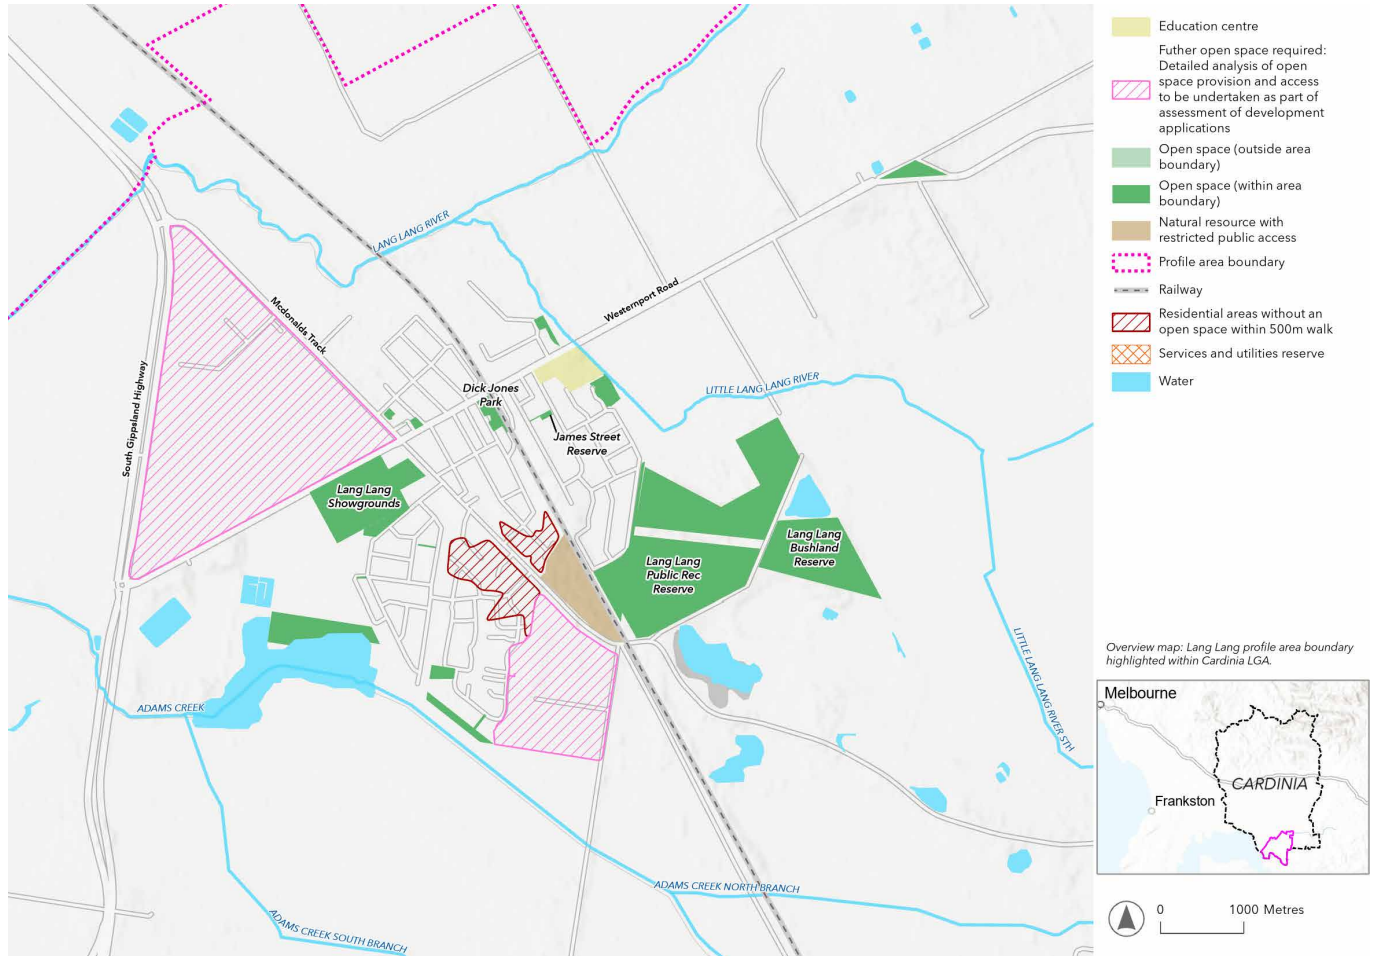 LANG LANG RIVER
Westernport Road
Mcdonalds Track
South Gippsland Highway
Dick Jones
Park
LITTLE LANG LANG RIVER
James Street
Reserve
Lang Lang
Showgrounds
Lang Lang
Bushland
Reserve
Lang Lang
Public Rec
Reserve
LITTLE LANG LANG RIVER STH
ADAMS CREEK
ADAMS CREEK NORTH BRANCH
ADAMS CREEK SOUTH BRANCH
Education centre
Futher open space required:
Detailed analysis of open
space provision and access
to be undertaken as part of
assessment of development
applications
Open space (outside area
boundary)
Open space (within area
boundary)
Natural resource with
restricted public access
Profile area boundary
Railway
Residential areas without an
open space within 500m walk
Services and utilities reserve
Water
Overview map: Lang Lang profile area boundary
highlighted within Cardinia LGA.
Melbourne
CARDINIA
Frankston
0 1000 Metres